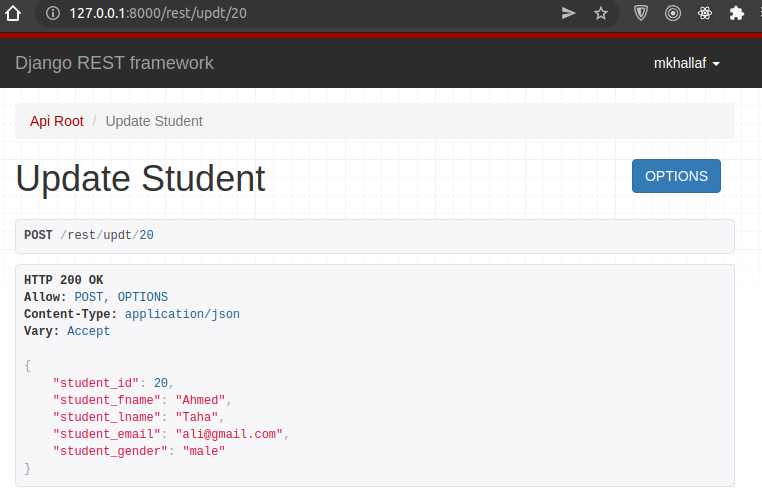 127.0.0.1:8000/rest/updt/20
Django REST framework mkhallaf
Api Root / Update Student
Update Student OPTIONS
POST /rest/updt/20
HTTP 200 OK
Allow: POST, OPTIONS
Content-Type: application/json
Vary: Accept
{
"student_id": 20,
"student_fname": "Ahmed",
"student_lname": "Taha",
"student_email": "ali@gmail.com",
"student_gender": "male"
}